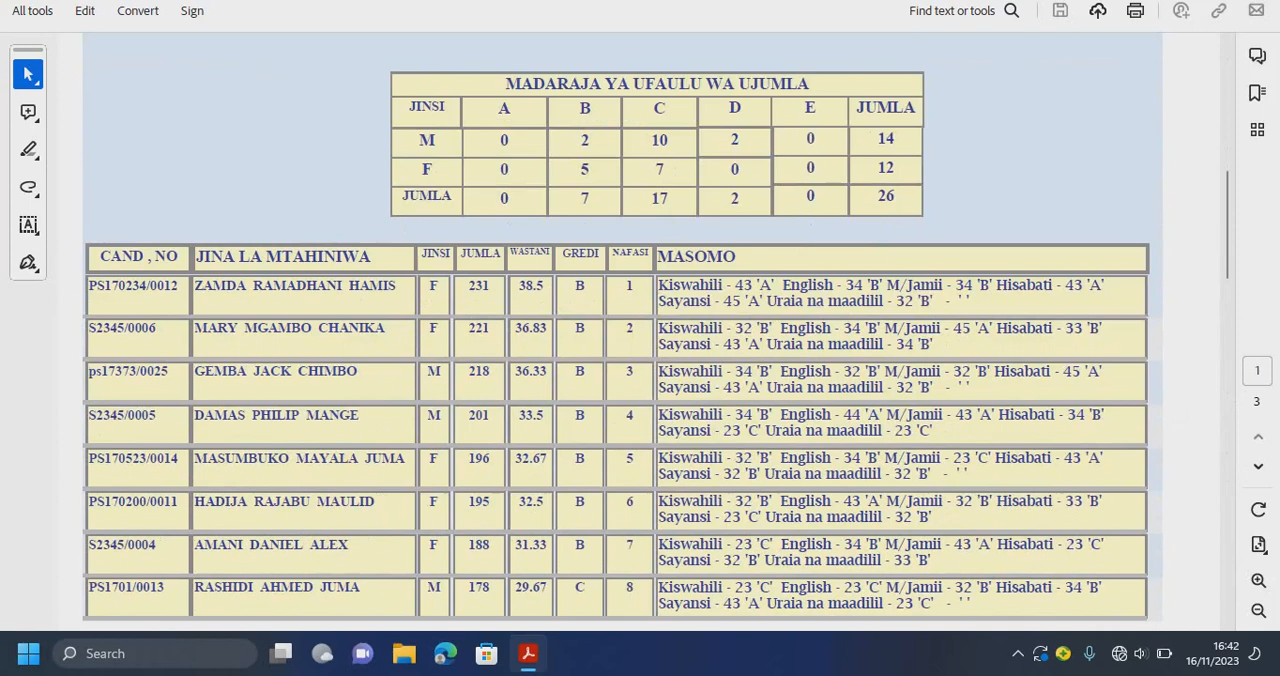 All tools Edit Convert Sign Find text or tools
MADARAJA YA UFAULU WA UJUMLA
JINSI A B C D E JUMLA
M 0 2 10 2 0 14
F 0 5 7 0 0 12
JUMLA 0 7 17 2 0 26
CAND , NO JINA LA MTAHINIWA JINSI JUMLA WASTANI GREDI NAFASI MASOMO
PS170234/0012 ZAMDA RAMADHANI HAMIS F 231 38.5 B 1 Kiswahili - 43 'A' English - 34 'B' M/Jamii - 34 'B' Hisabati - 43 'A'
Sayansi - 45 'A' Uraia na maadilil - 32 'B' - ' '
S2345/0006 MARY MGAMBO CHANIKA F 221 36.83 B 2 Kiswahili - 32 'B' English - 34 'B' M/Jamii - 45 'A' Hisabati - 33 'B'
Sayansi - 43 'A' Uraia na maadilil - 34 'B'
ps17373/0025 GEMBA JACK CHIMBO M 218 36.33 B 3 Kiswahili - 34 'B' English - 32 'B' M/Jamii - 32 'B' Hisabati - 45 'A'
Sayansi - 43 'A' Uraia na maadilil - 32 'B' - ' '
S2345/0005 DAMAS PHILIP MANGE M 201 33.5 B 4 Kiswahili - 34 'B' English - 44 'A' M/Jamii - 43 'A' Hisabati - 34 'B'
Sayansi - 23 'C' Uraia na maadilil - 23 'C'
PS170523/0014 MASUMBUKO MAYALA JUMA F 196 32.67 B 5 Kiswahili - 32 'B' English - 34 'B' M/Jamii - 23 'C' Hisabati - 43 'A'
Sayansi - 32 'B' Uraia na maadilil - 32 'B' - ' '
PS170200/0011 HADIJA RAJABU MAULID F 195 32.5 B 6 Kiswahili - 32 'B' English - 43 'A' M/Jamii - 32 'B' Hisabati - 33 'B'
Sayansi - 23 'C' Uraia na maadilil - 32 'B'
S2345/0004 AMANI DANIEL ALEX F 188 31.33 B 7 Kiswahili - 23 'C' English - 34 'B' M/Jamii - 43 'A' Hisabati - 23 'C'
Sayansi - 32 'B' Uraia na maadilil - 33 'B'
PS1701/0013 RASHIDI AHMED JUMA M 178 29.67 C 8 Kiswahili - 23 'C' English - 23 'C' M/Jamii - 32 'B' Hisabati - 34 'B'
Sayansi - 43 'A' Uraia na maadilil - 23 'C' - ' '
1
3
Search
16:42
16/11/2023